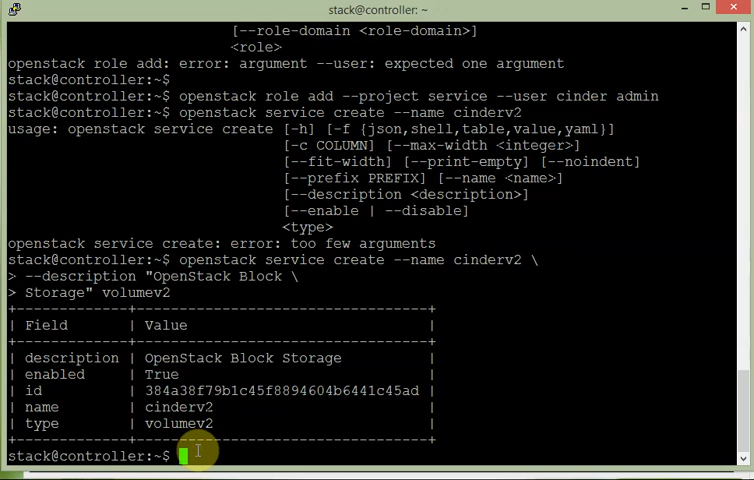 stack@controller: ~
[--role-domain <role-domain>]
<role>
openstack role add: error: argument --user: expected one argument
stack@controller:~$
stack@controller:~$ openstack role add --project service --user cinder admin
stack@controller:~$ openstack service create --name cinderv2
usage: openstack service create [-h] [-f {json,shell,table,value,yaml}]
[-c COLUMN] [--max-width <integer>]
[--fit-width] [--print-empty] [--noindent]
[--prefix PREFIX] [--name <name>]
[--description <description>]
[--enable | --disable]
<type>
openstack service create: error: too few arguments
stack@controller:~$ openstack service create --name cinderv2 \
> --description "OpenStack Block \
> Storage" volumev2
+-------------+----------------------------------+
| Field | Value |
+-------------+----------------------------------+
| description | OpenStack Block Storage |
| enabled | True |
| id | 384a38f79b1c45f8894604b6441c45ad |
| name | cinderv2 |
| type | volumev2 |
+-------------+----------------------------------+
stack@controller:~$